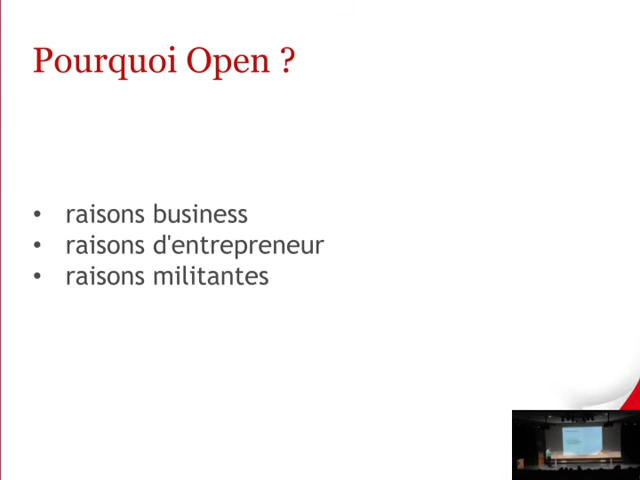 Pourquoi Open ?
• raisons business
• raisons d'entrepreneur
• raisons militantes